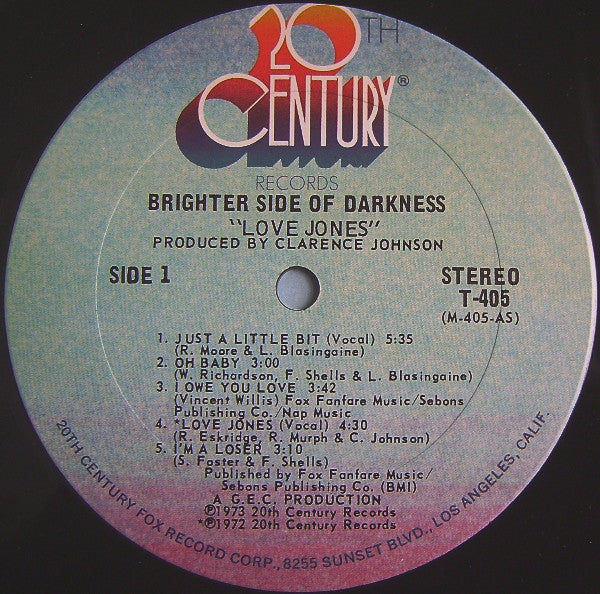 20TH
CENTURY®
RECORDS
BRIGHTER SIDE OF DARKNESS
"LOVE JONES"
PRODUCED BY CLARENCE JOHNSON
SIDE 1
STEREO
T-405
(M-405-AS)
1. JUST A LITTLE BIT (Vocal) 5:35
(R. Moore & L. Blasingaine)
2. OH BABY 3:00
(W. Richardson, F. Shells & L. Blasingaine)
3. I OWE YOU LOVE 3:42
(Vincent Willis) Fox Fanfare Music/Sebons
Publishing Co./Nap Music
4. *LOVE JONES (Vocal) 4:30
(R. Eskridge, R. Murph & C. Johnson)
5. I'M A LOSER 3:10
(S. Foster & F. Shells)
Published by Fox Fanfare Music/
Sebons Publishing Co. (BMI)
A G.E.C. PRODUCTION
℗1973 20th Century Records
*℗1972 20th Century Records
20TH CENTURY FOX RECORD CORP., 8255 SUNSET BLVD., LOS ANGELES, CALIF.